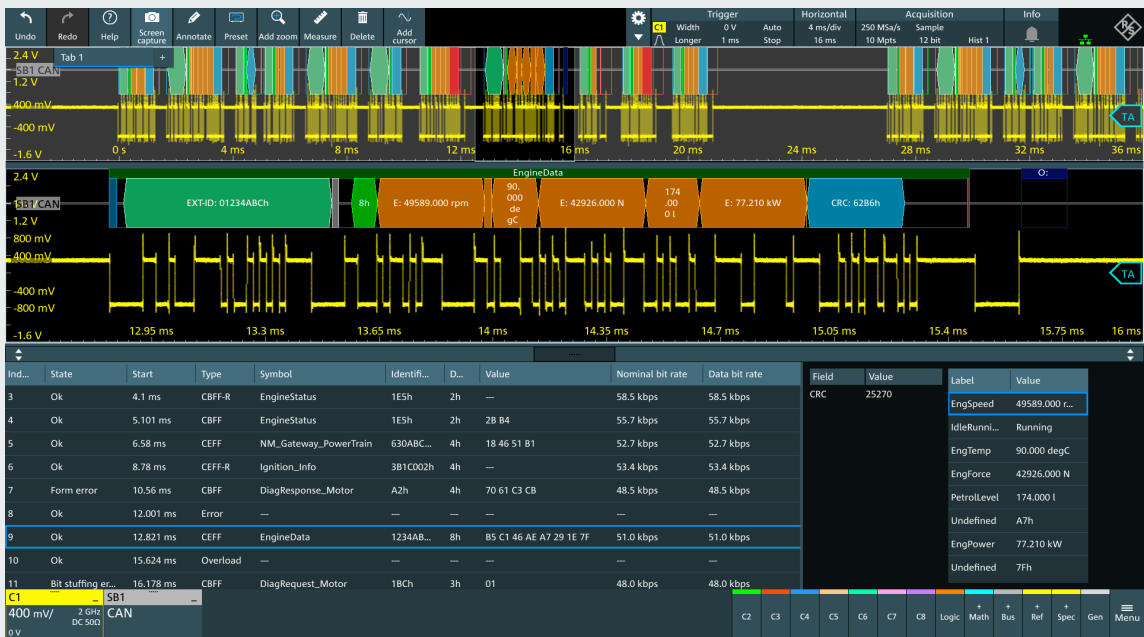 Undo
Redo
Help
Screen capture
Annotate
Preset
Add zoom
Measure
Delete
Add cursor
Trigger
C1 Width 0 V Auto
Longer 1 ms Stop
Horizontal
4 ms/div
16 ms
Acquisition
250 MSa/s Sample
10 Mpts 12 bit Hist 1
Info
Tab 1 +
2.4 V
SB1 CAN
1.2 V
400 mV
-400 mV
-1.6 V
0 s 4 ms 8 ms 12 ms 16 ms 20 ms 24 ms 28 ms 32 ms 36 ms
TA
2.4 V
EngineData
O:
SB1 CAN
EXT-ID: 01234ABCh
8h
E: 49589.000 rpm
90.
000
de
gC
E: 42926.000 N
174
.00
0 l
E: 77.210 kW
CRC: 62B6h
1.2 V
800 mV
400 mV
TA
-400 mV
-800 mV
-1.6 V
12.95 ms 13.3 ms 13.65 ms 14 ms 14.35 ms 14.7 ms 15.05 ms 15.4 ms 15.75 ms 16 ms
Ind... State Start Type Symbol Identifi... D... Value Nominal bit rate Data bit rate
3 Ok 4.1 ms CBFF-R EngineStatus 1E5h 2h --- 58.5 kbps 58.5 kbps
4 Ok 5.101 ms CBFF EngineStatus 1E5h 2h 2B B4 55.7 kbps 55.7 kbps
5 Ok 6.58 ms CEFF NM_Gateway_PowerTrain 630ABC... 4h 18 46 51 B1 52.7 kbps 52.7 kbps
6 Ok 8.78 ms CEFF-R Ignition_Info 3B1C002h 4h --- 53.4 kbps 53.4 kbps
7 Form error 10.56 ms CBFF DiagResponse_Motor A2h 4h 70 61 C3 CB 48.5 kbps 48.5 kbps
8 Ok 12.001 ms Error --- --- --- --- --- ---
9 Ok 12.821 ms CEFF EngineData 1234AB... 8h B5 C1 46 AE A7 29 1E 7F 51.0 kbps 51.0 kbps
10 Ok 15.624 ms Overload --- --- --- --- --- ---
11 Bit stuffing er... 16.178 ms CBFF DiagRequest_Motor 1BCh 3h 01 48.0 kbps 48.0 kbps
Field Value
CRC 25270
Label Value
EngSpeed 49589.000 r...
IdleRunni... Running
EngTemp 90.000 degC
EngForce 42926.000 N
PetrolLevel 174.000 l
Undefined A7h
EngPower 77.210 kW
Undefined 7Fh
C1
400 mV/ 2 GHz
DC 50Ω
0 V
SB1
CAN
C2 C3 C4 C5 C6 C7 C8 Logic + Math + Bus + Ref + Spec Gen Menu